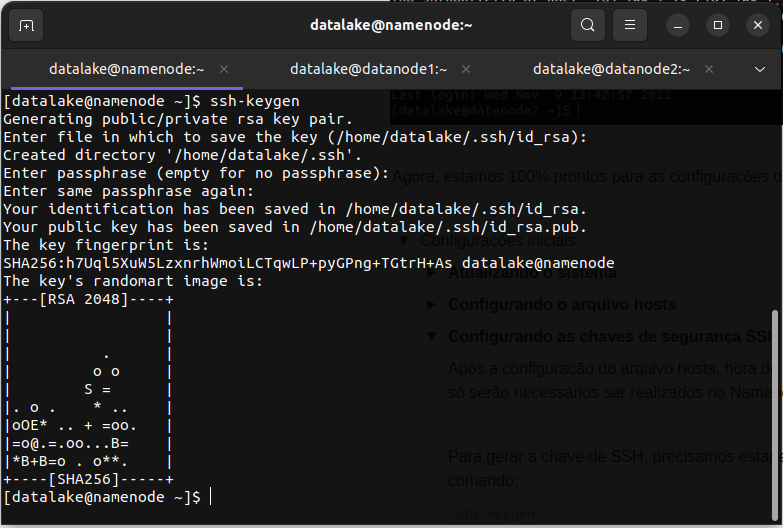 datalake@namenode:~
datalake@namenode:~ × datalake@datanode1:~ × datalake@datanode2:~ ×
Last login: Wed Nov  9 13:42:57 2022
[datalake@datanode2 ~]$
[datalake@namenode ~]$ ssh-keygen
Generating public/private rsa key pair.
Enter file in which to save the key (/home/datalake/.ssh/id_rsa):
Created directory '/home/datalake/.ssh'.
Enter passphrase (empty for no passphrase):
Enter same passphrase again:
Your identification has been saved in /home/datalake/.ssh/id_rsa.
Your public key has been saved in /home/datalake/.ssh/id_rsa.pub.
The key fingerprint is:
SHA256:h7Uql5XuW5LzxnrhWmoiLCTqwLP+pyGPng+TGtrH+As datalake@namenode
The key's randomart image is:
+---[RSA 2048]----+
|                 |
|                 |
|          .      |
|         o o     |
|        S =      |
|. o .    * ..    |
|oOE* .. + =oo.   |
|=o@.=.oo...B=    |
|*B+B=o . o**.    |
+----[SHA256]-----+
[datalake@namenode ~]$
Agora, estamos 100% prontos para as configurações
Configurações Iniciais
Atualizando o sistema
Configurando o arquivo hosts
Configurando as chaves de segurança SSH
Após a configuração do arquivo hosts, hora
só serão necessários ser realizados no
Para gerar a chave de SSH, precisamos
comando:
ssh-keygen